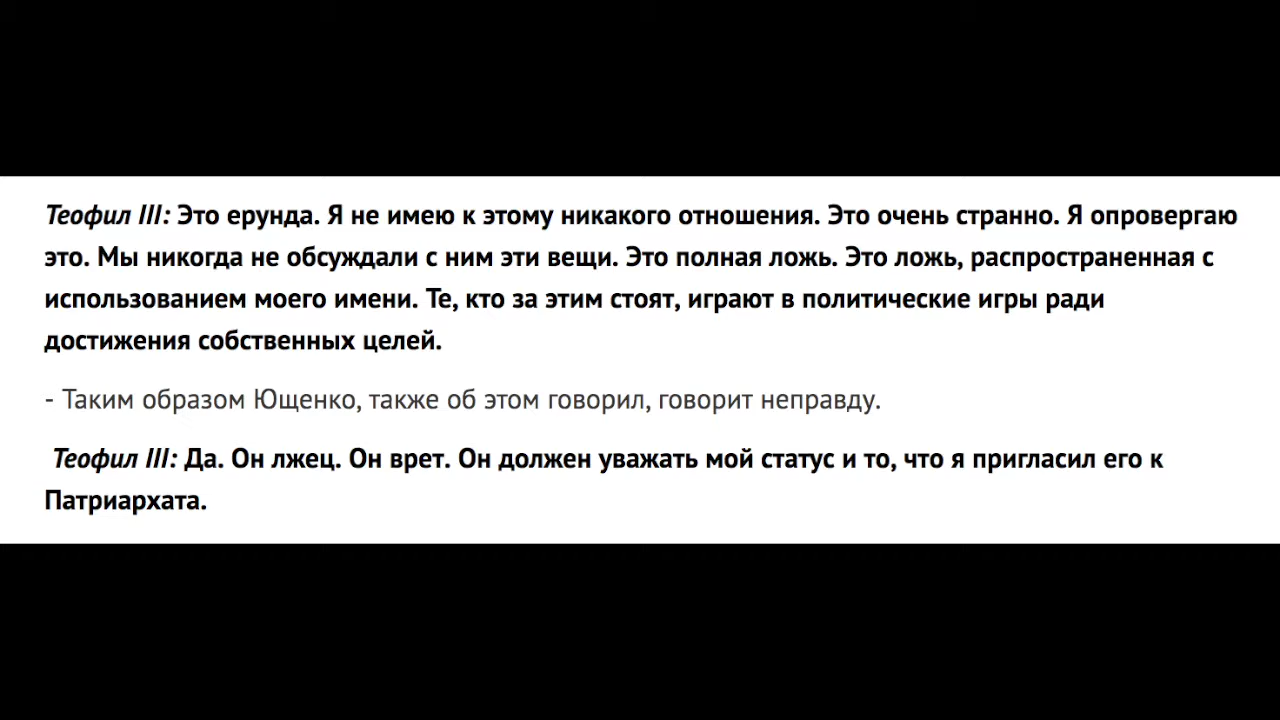 Теофил III: Это ерунда. Я не имею к этому никакого отношения. Это очень странно. Я опровергаю
это. Мы никогда не обсуждали с ним эти вещи. Это полная ложь. Это ложь, распространенная с
использованием моего имени. Те, кто за этим стоят, играют в политические игры ради
достижения собственных целей.
- Таким образом Ющенко, также об этом говорил, говорит неправду.
Теофил III: Да. Он лжец. Он врет. Он должен уважать мой статус и то, что я пригласил его к
Патриархата.